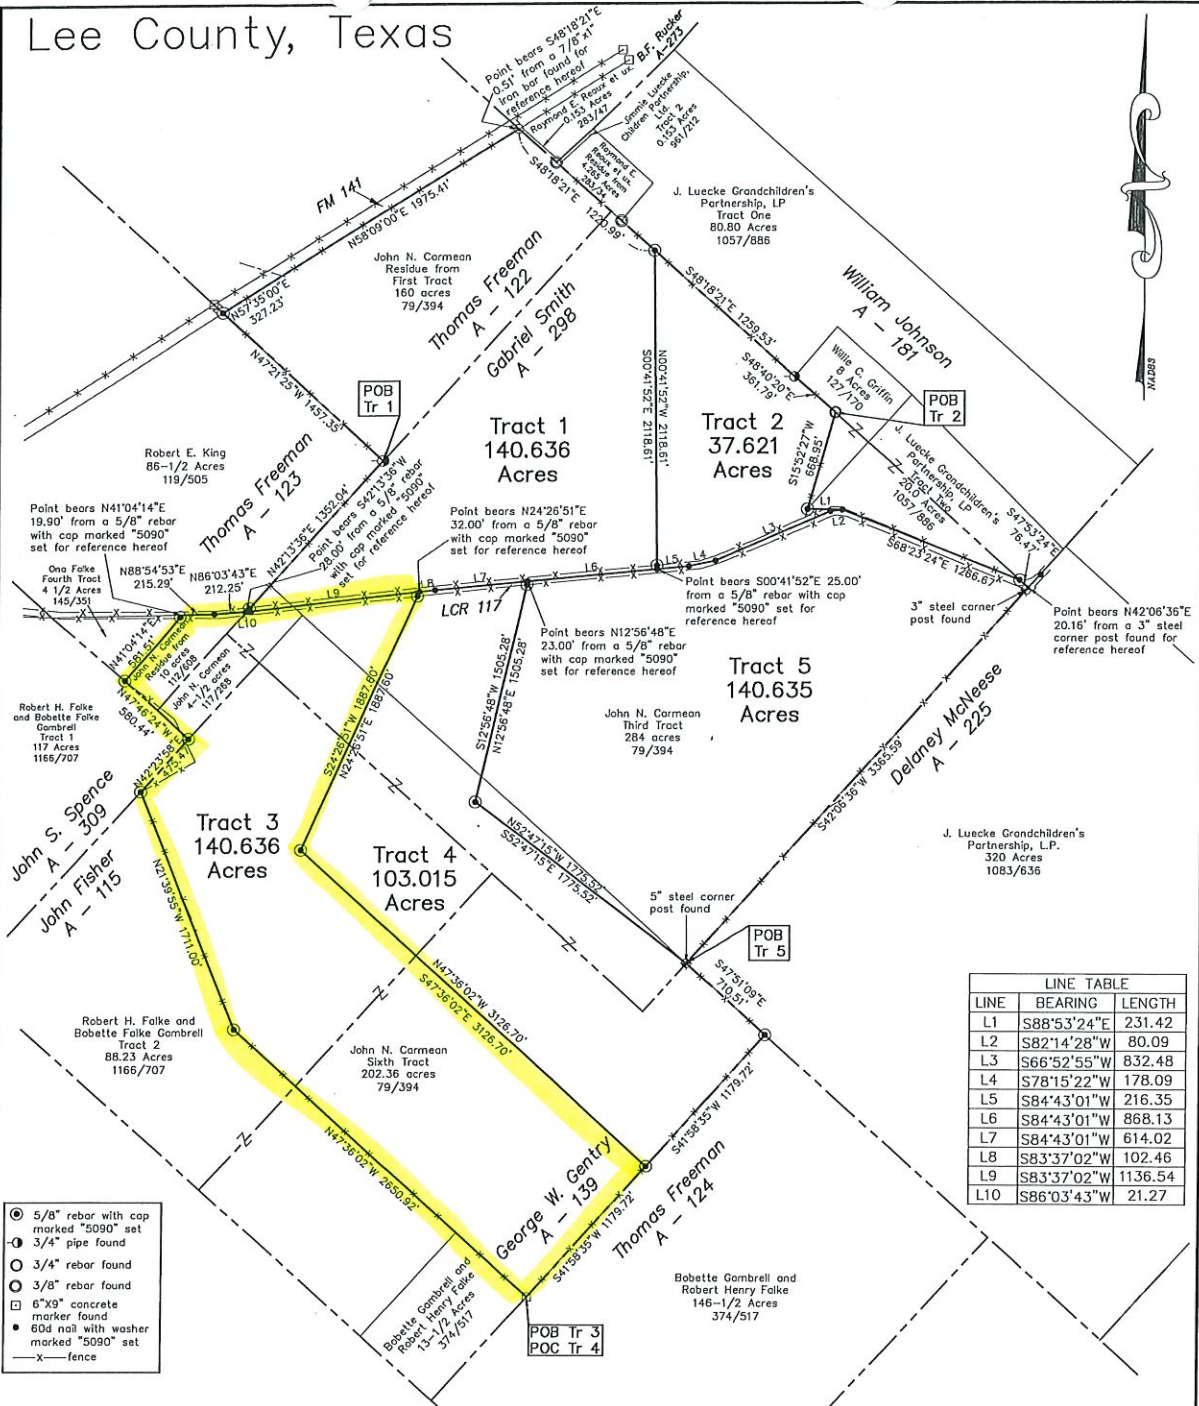 Lee County, Texas
Point bears S48°18'21"E
0.51' from a 7/8"x1"
iron bar found for
reference hereof
Raymond E. Reaux et ux.
0.153 Acres
283/47
B.F. Rucker
A-273
Jimmie Luecke
Children Partnership,
Ltd.
Tract 2
0.153 Acres
961/212
Raymond E.
Reaux et ux.
Residue from
4.265 Acres
283/34
FM 141
N58°09'00"E 1975.41'
S48°18'21"E 1220.99'
J. Luecke Grandchildren's
Partnership, LP
Tract One
80.80 Acres
1057/886
NAD83
John N. Carmean
Residue from
First Tract
160 acres
79/394
Thomas Freeman
A - 122
Gabriel Smith
A - 298
William Johnson
A - 181
N57°35'00"E
327.23'
N47°21'25"W 1457.35'
S48°18'21"E 1259.53'
S48°40'20"E
361.79'
Willie C. Griffin
8 Acres
127/170
POB
Tr 1
POB
Tr 2
N00°41'52"W 2118.61'
S00°41'52"E 2118.61'
Tract 1
140.636
Acres
Tract 2
37.621
Acres
S15°52'27"W
668.95'
J. Luecke Grandchildren's
Partnership, LP
Tract Two
20.0 Acres
1057/886
Robert E. King
86-1/2 Acres
119/505
Thomas Freeman
A - 123
N42°13'36"E 1352.04'
Point bears S42°13'36"W
28.00' from a 5/8" rebar
with cap marked "5090"
set for reference hereof
Point bears N41°04'14"E
19.90' from a 5/8" rebar
with cap marked "5090"
set for reference hereof
Point bears N24°26'51"E
32.00' from a 5/8" rebar
with cap marked "5090"
set for reference hereof
S47°53'24"E
76.47'
L1
L2
L3
S68°23'24"E 1266.67'
Ona Falke
Fourth Tract
4 1/2 Acres
145/351
N88°54'53"E
215.29'
N86°03'43"E
212.25'
L10
L9
L8
L7
L6
L5
L4
LCR 117
Point bears S00°41'52"E 25.00'
from a 5/8" rebar with cap
marked "5090" set for
reference hereof
3" steel corner
post found
Point bears N42°06'36"E
20.16' from a 3" steel
corner post found for
reference hereof
Point bears N12°56'48"E
23.00' from a 5/8" rebar
with cap marked "5090"
set for reference hereof
N41°04'14"E
581.51'
John N. Carmean
Residue from
10 acres
112/608
John N. Carmean
4-1/2 acres
117/268
N47°46'24"W
580.44'
Robert H. Falke
and Bobette Falke
Gambrell
Tract 1
117 Acres
1166/707
N42°23'58"E
475.47'
S24°26'51"W 1887.60'
N24°26'51"E 1887.60'
S12°56'48"W 1505.28'
N12°56'48"E 1505.28'
Tract 5
140.635
Acres
John N. Carmean
Third Tract
284 acres
79/394
Delaney McNeese
A - 225
S42°06'36"W 3365.59'
John S. Spence
A - 309
John Fisher
A - 115
Tract 3
140.636
Acres
Tract 4
103.015
Acres
N52°47'15"W 1775.52'
S52°47'15"E 1775.52'
J. Luecke Grandchildren's
Partnership, L.P.
320 Acres
1083/636
N21°39'55"W 1711.00'
5" steel corner
post found
POB
Tr 5
S47°51'09"E
710.51'
N47°36'02"W 3126.70'
S47°36'02"E 3126.70'
Robert H. Falke and
Bobette Falke Gambrell
Tract 2
88.23 Acres
1166/707
John N. Carmean
Sixth Tract
202.36 acres
79/394
S41°58'35"W 1179.72'
N47°36'02"W 2650.92'
George W. Gentry
A - 139
Thomas Freeman
A - 124
S41°58'35"W 1179.72'
Bobette Gambrell and
Robert Henry Falke
13-1/2 Acres
374/517
Bobette Gambrell and
Robert Henry Falke
146-1/2 Acres
374/517
POB Tr 3
POC Tr 4
LINE TABLE
LINE BEARING LENGTH
L1 S88°53'24"E 231.42
L2 S82°14'28"W 80.09
L3 S66°52'55"W 832.48
L4 S78°15'22"W 178.09
L5 S84°43'01"W 216.35
L6 S84°43'01"W 868.13
L7 S84°43'01"W 614.02
L8 S83°37'02"W 102.46
L9 S83°37'02"W 1136.54
L10 S86°03'43"W 21.27
5/8" rebar with cap
marked "5090" set
3/4" pipe found
3/4" rebar found
3/8" rebar found
6"X9" concrete
marker found
60d nail with washer
marked "5090" set
x fence